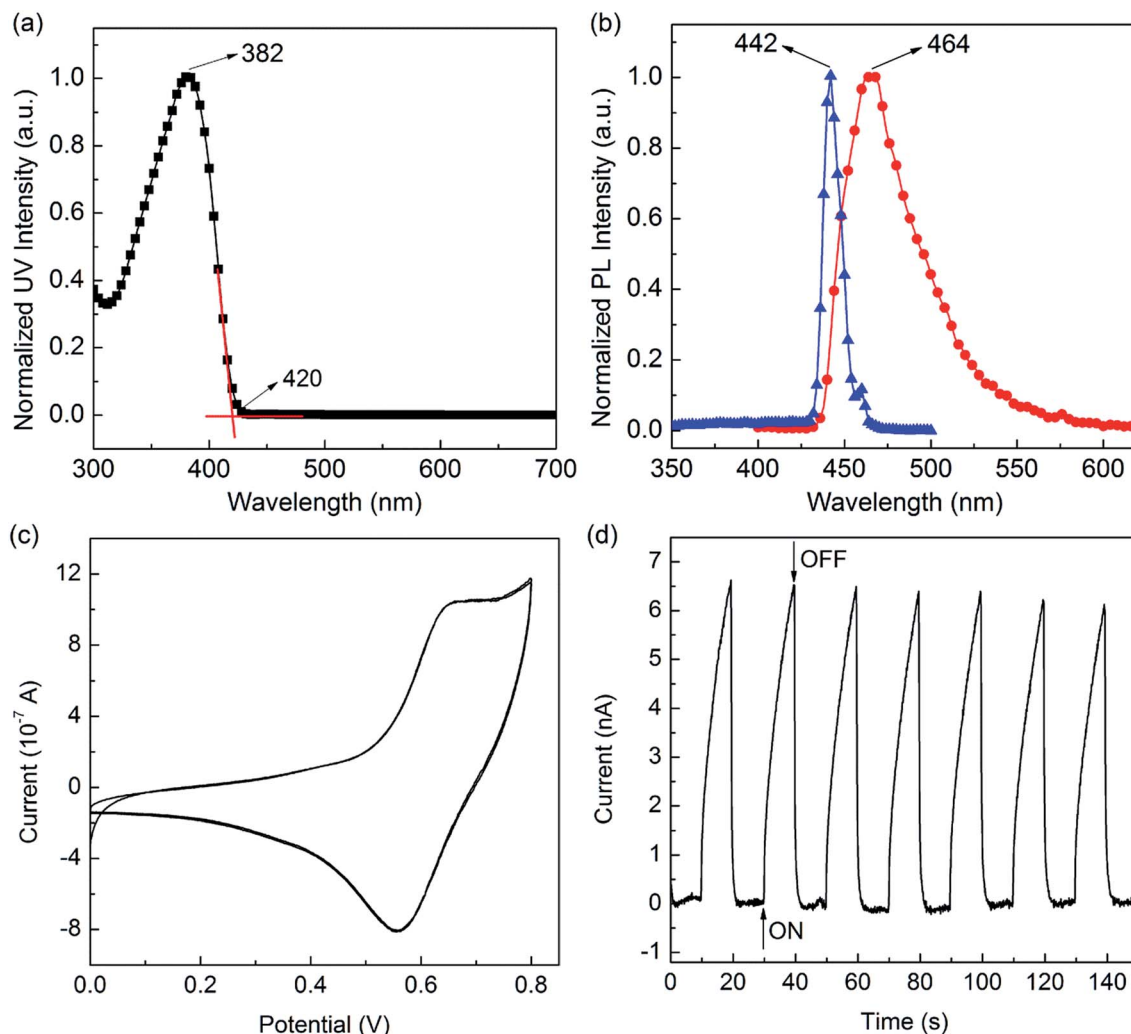 (a)
382
420
Normalized UV Intensity (a.u.)
1.0
0.8
0.6
0.4
0.2
0.0
300 400 500 600 700
Wavelength (nm)
(b)
442
464
Normalized PL Intensity (a.u.)
1.0
0.8
0.6
0.4
0.2
0.0
350 400 450 500 550 600
Wavelength (nm)
(c)
Current (10⁻⁷ A)
12
8
4
0
-4
-8
0.0 0.2 0.4 0.6 0.8
Potential (V)
(d)
OFF
ON
Current (nA)
7
6
5
4
3
2
1
0
-1
0 20 40 60 80 100 120 140
Time (s)